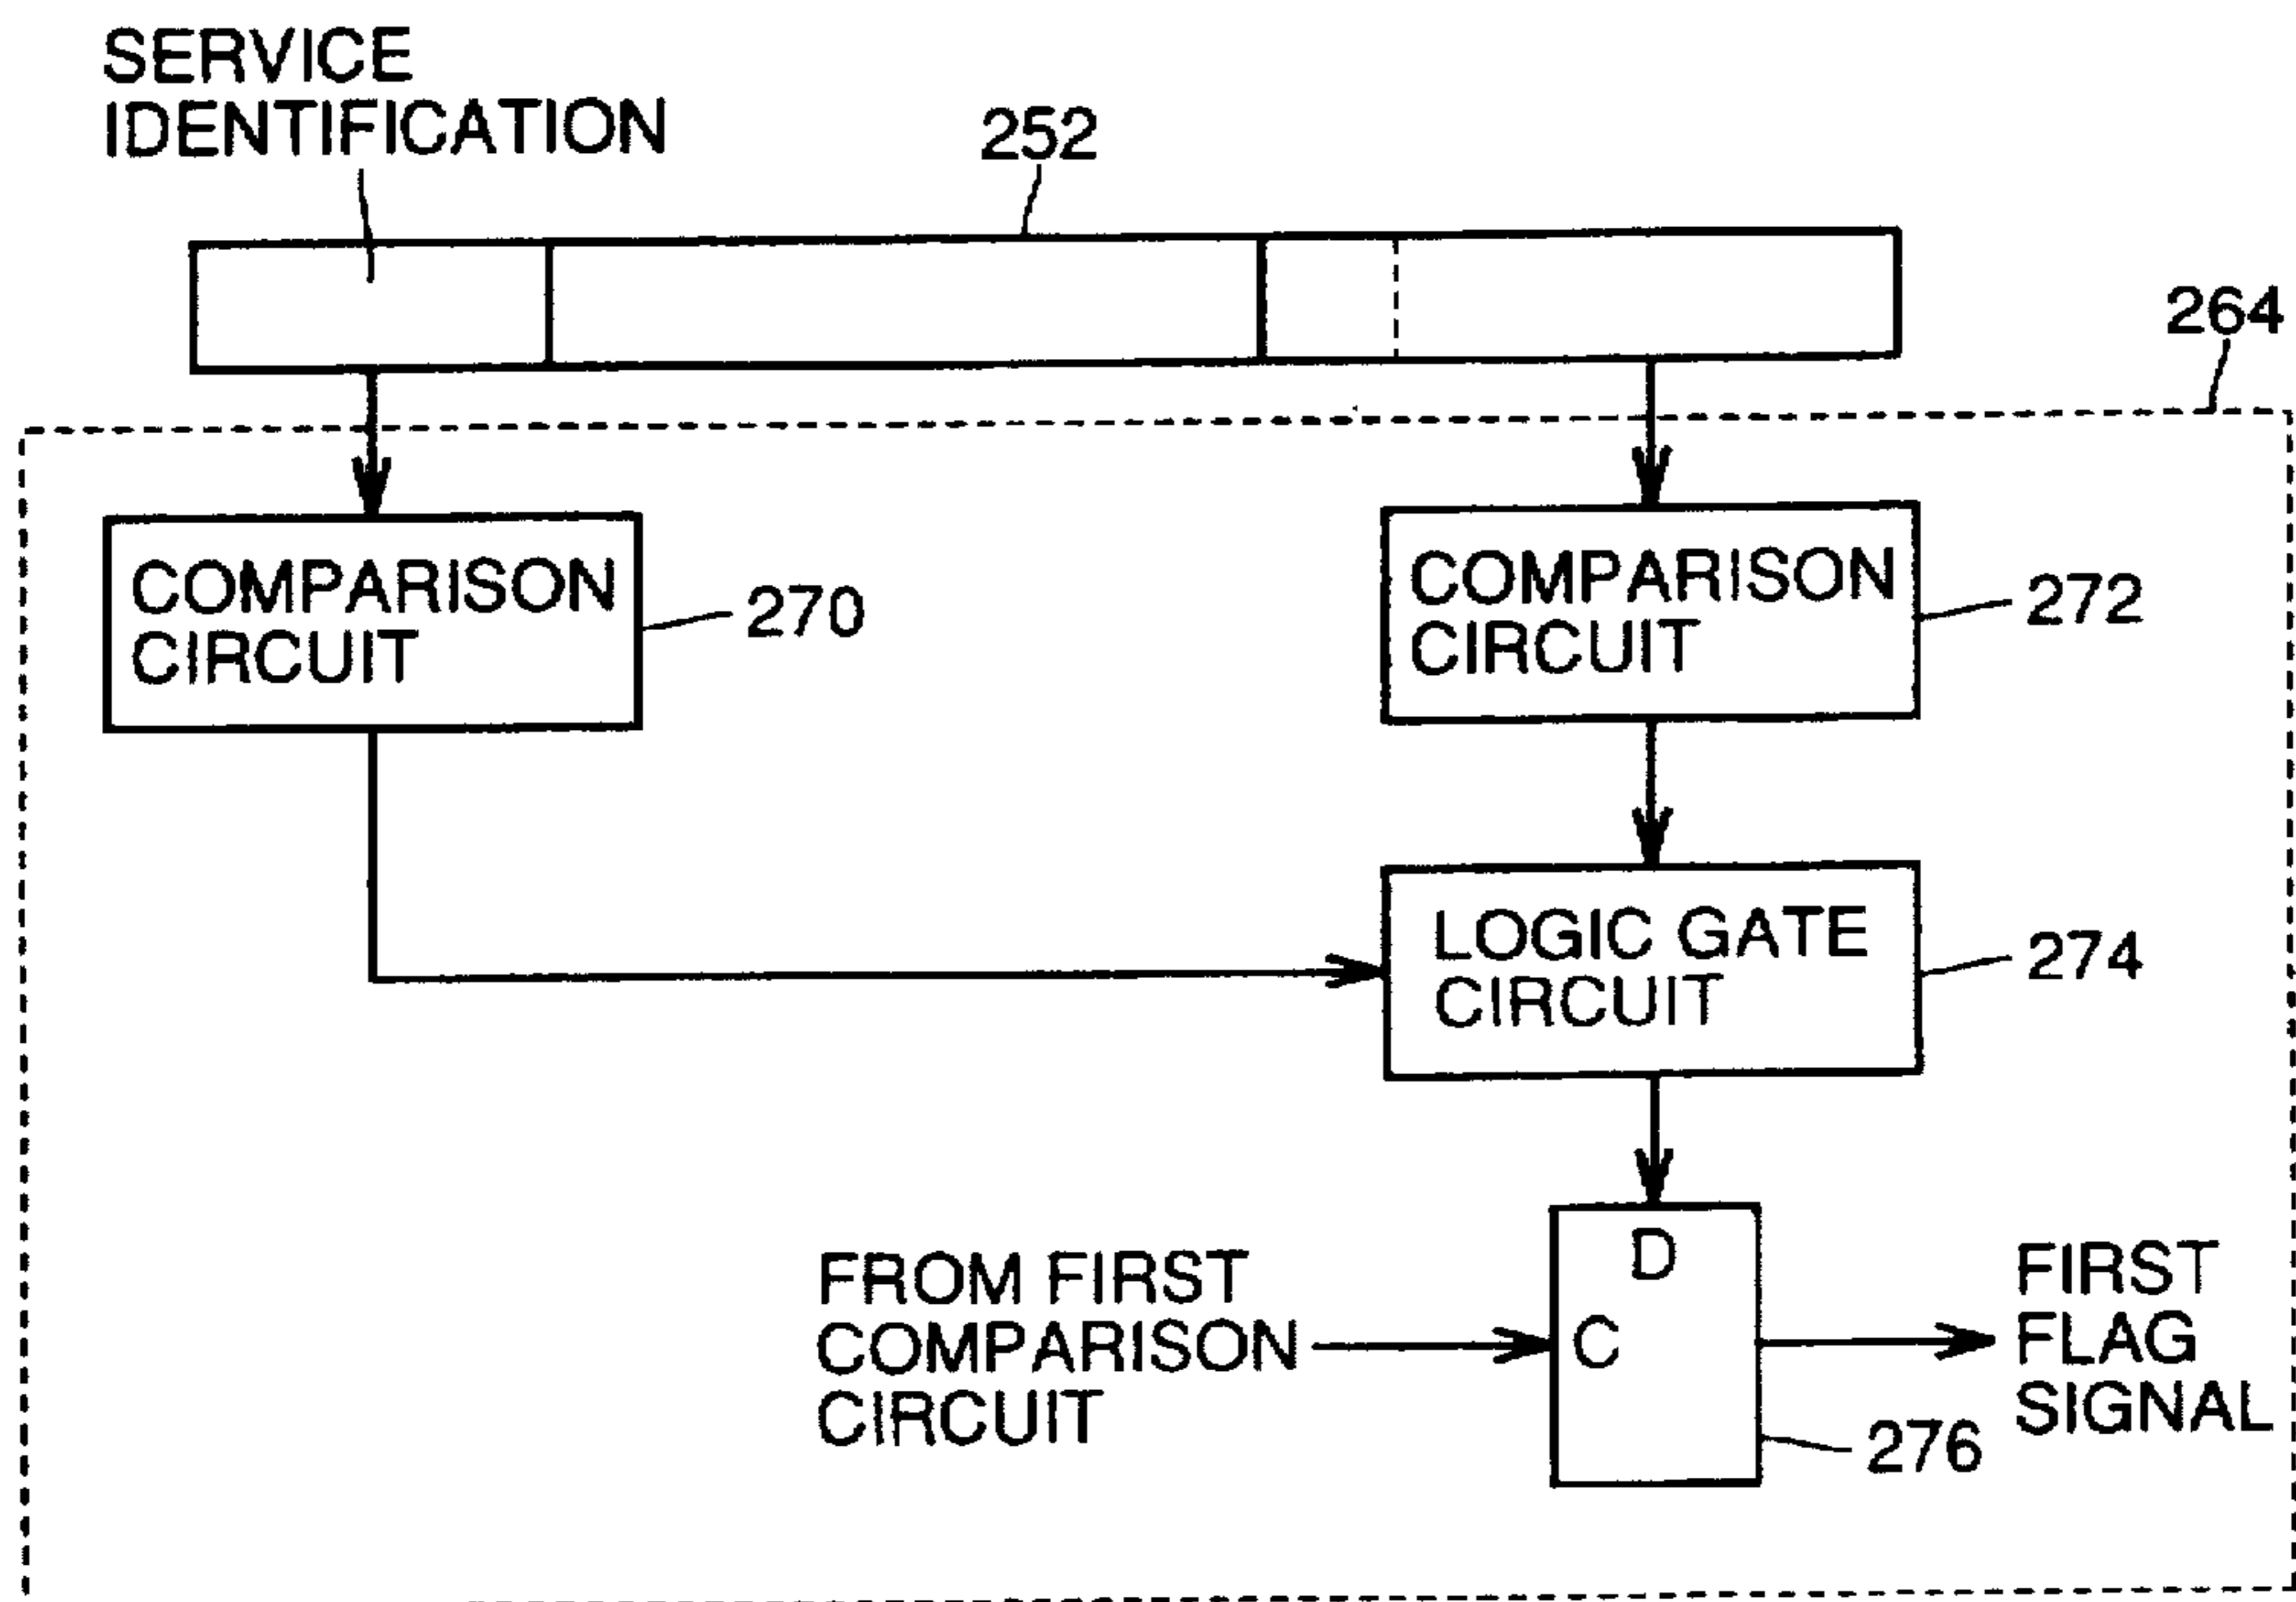 SERVICE
IDENTIFICATION
252
264
COMPARISON
CIRCUIT
270
COMPARISON
CIRCUIT
272
LOGIC GATE
CIRCUIT
274
D
C
FROM FIRST
COMPARISON
CIRCUIT
FIRST
FLAG
SIGNAL
276